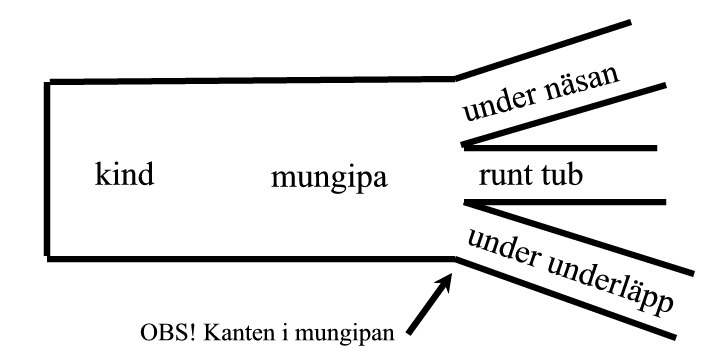 under näsan
kind mungipa runt tub
under underläpp
OBS! Kanten i mungipan